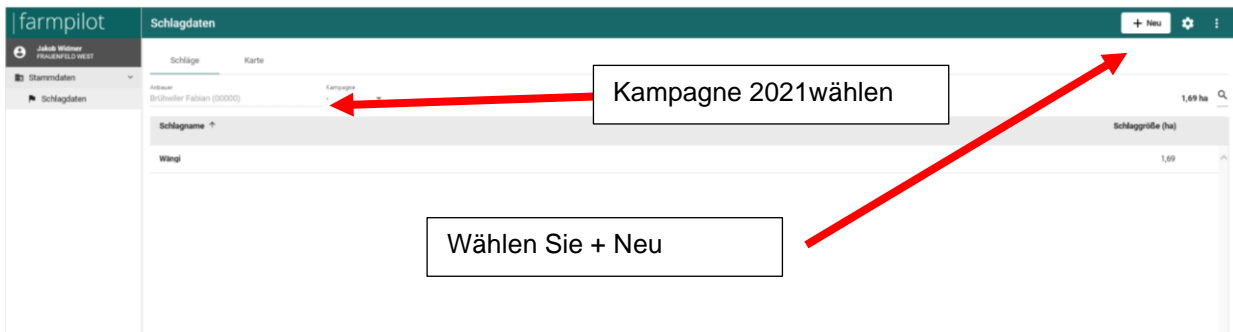 |farmpilot
Schlagdaten
+ Neu
Jakob Widmer
FRAUENFELD WEST
Stammdaten
Schlagdaten
Schläge
Karte
Anbauer
Brühwiler Fabian (00000)
Kampagne
-
Kampagne 2021wählen
1,69 ha
Schlagname ↑
Schlaggröße (ha)
Wängi
1,69
Wählen Sie + Neu